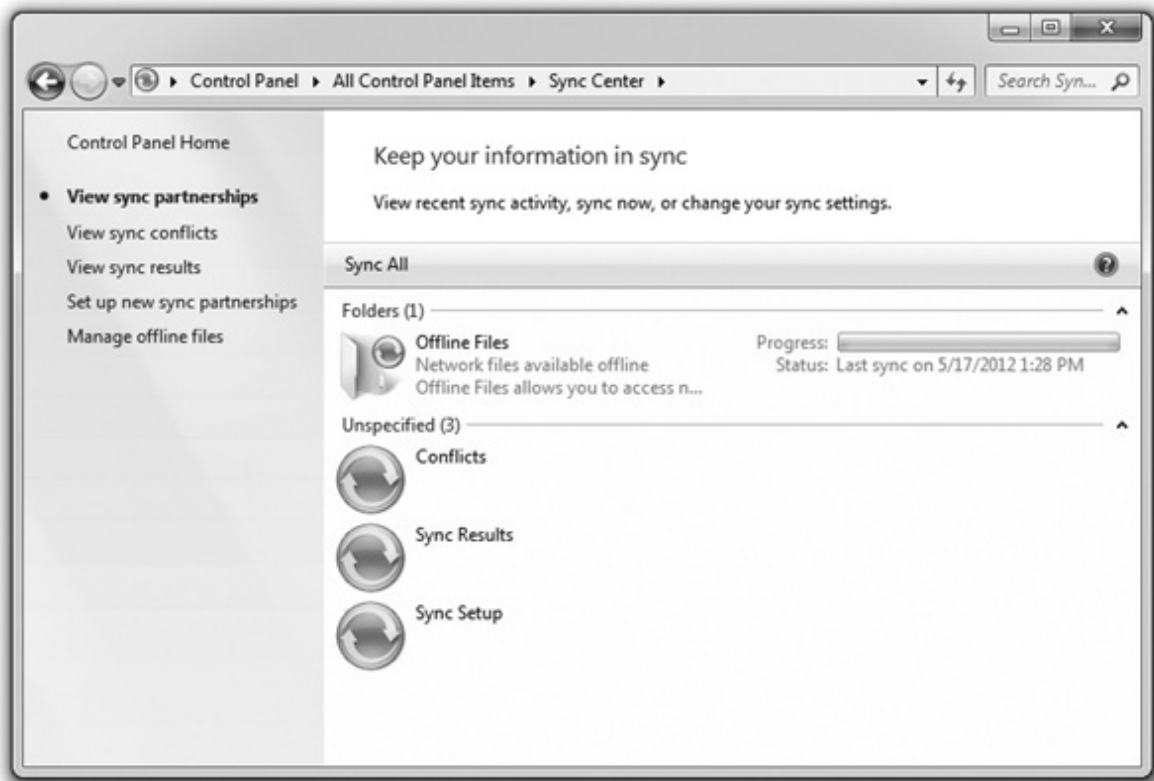 Control Panel ▸ All Control Panel Items ▸ Sync Center ▸
Search Syn...
Control Panel Home
View sync partnerships
View sync conflicts
View sync results
Set up new sync partnerships
Manage offline files
Keep your information in sync
View recent sync activity, sync now, or change your sync settings.
Sync All
Folders (1)
Offline Files
Network files available offline
Offline Files allows you to access n...
Progress:
Status: Last sync on 5/17/2012 1:28 PM
Unspecified (3)
Conflicts
Sync Results
Sync Setup